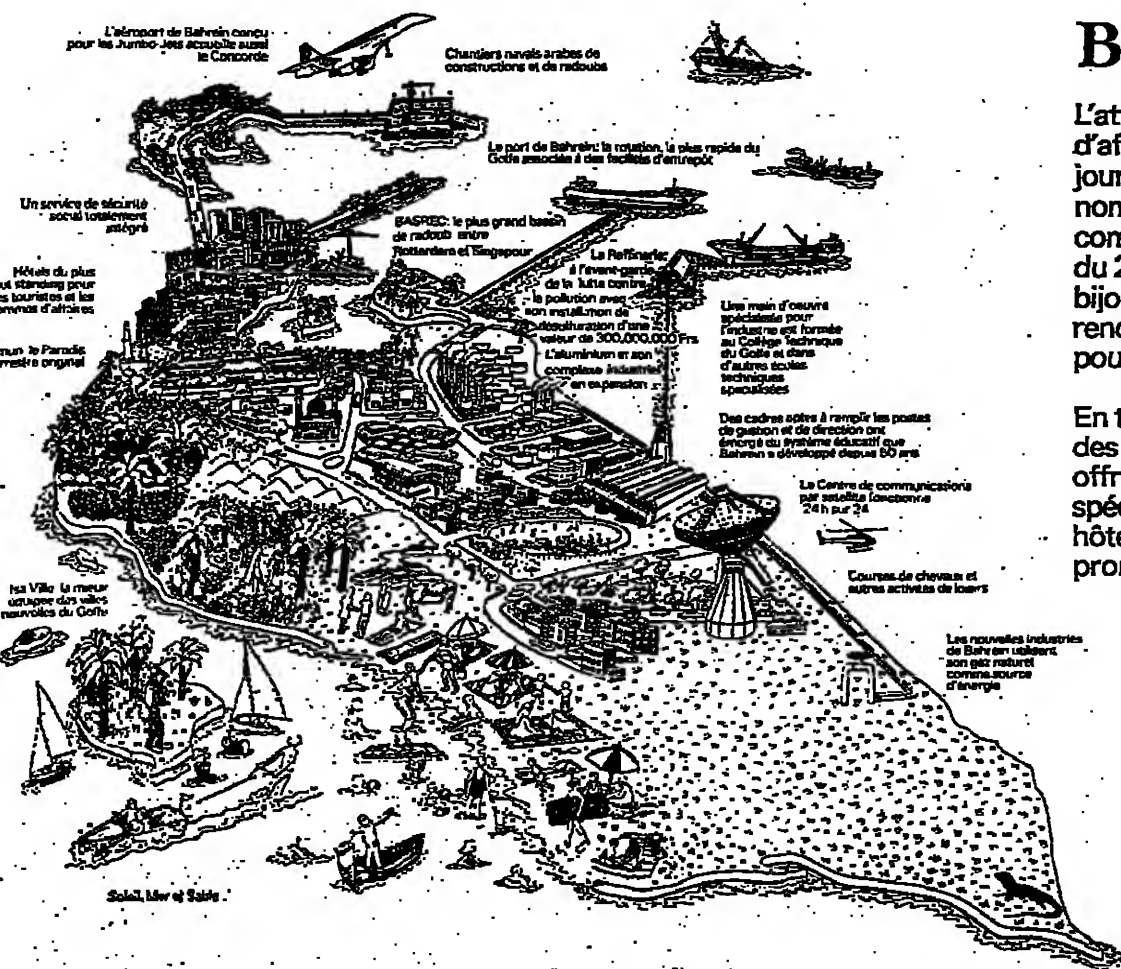 L'aéroport de Bahrein conçu
pour les Jumbo-Jets accueille aussi
le Concorde
Chantiers navals arabes de
constructions et de radoubs
Le port de Bahrein: la rotation, la plus rapide du
Golfe associée à des facilités d'entrepôt
Un service de sécurité
social totalement
intégré
BASREC: le plus grand bassin
de radoub entre
Rotterdam et Singapour
Hôtels du plus
ut standing pour
es touristes et les
ommes d'affaires
La Raffinerie:
à l'avant-garde
de la lutte contre
la pollution avec
son installation de
désulfuration d'une
valeur de 300,000,000 Frs
L'aluminium et son
complexe industriel
en expansion
Une main d'oeuvre
spécialisée pour
l'industrie est formée
au Collège Technique
du Golfe et dans
d'autres écoles
techniques
spécialisées
mun le Paradis
rrestre original
Des cadres aptes à remplir les postes
de gestion et de direction ont
émergé du système éducatif que
Bahrein a développé depuis 50 ans
Le Centre de communications
par satellite fonctionne
24 h sur 24
Isa Ville la mieux
équipée des villes
nouvelles du Golfe
Courses de chevaux et
autres activités de loisirs
Les nouvelles industries
de Bahrein utilisent
son gaz naturel
comme source
d'énergie
Soleil, Mer et Sable
B
L'at
d'af
jour
nom
com
du 2
bijo
renc
pou
En t
des
offr
spéc
hôte
pror